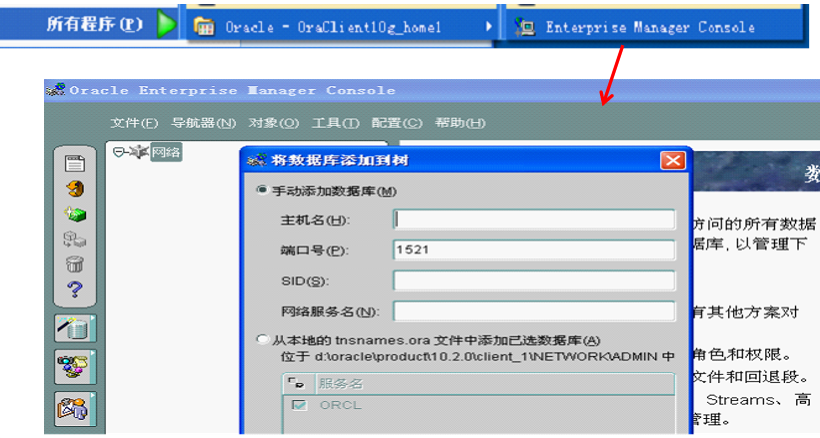 所有程序(P)
Oracle - OraClient10g_home1
Enterprise Manager Console
Oracle Enterprise Manager Console
文件(F) 导航器(N) 对象(O) 工具(T) 配置(C) 帮助(H)
网络
将数据库添加到树
数
手动添加数据库(M)
主机名(H):
方问的所有数据
端口号(P): 1521
居库, 以管理下
SID(S):
网络服务名(N):
有其他方案对
从本地的 tnsnames.ora 文件中添加已选数据库(A)
位于 d:\oracle\product\10.2.0\client_1\NETWORK\ADMIN 中
角色和权限。
服务名
文件和回退段。
ORCL
Streams、高
管理。